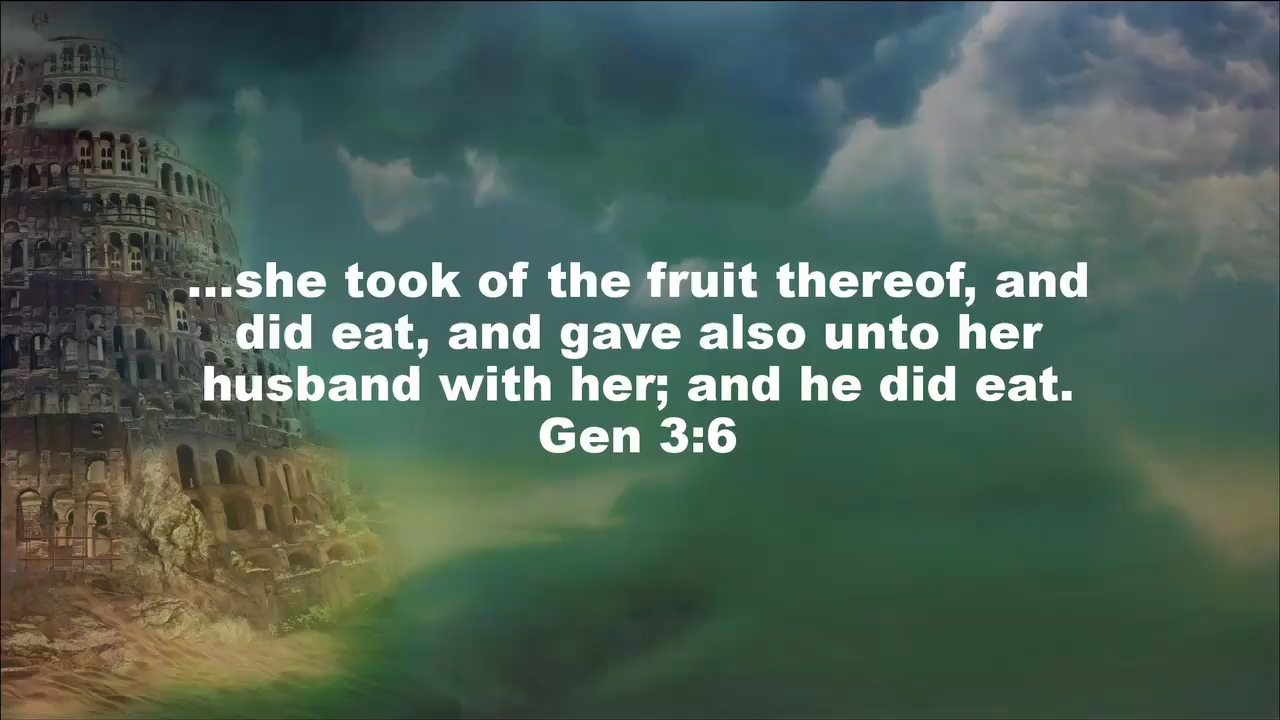 ...she took of the fruit thereof, and
did eat, and gave also unto her
husband with her; and he did eat.
Gen 3:6